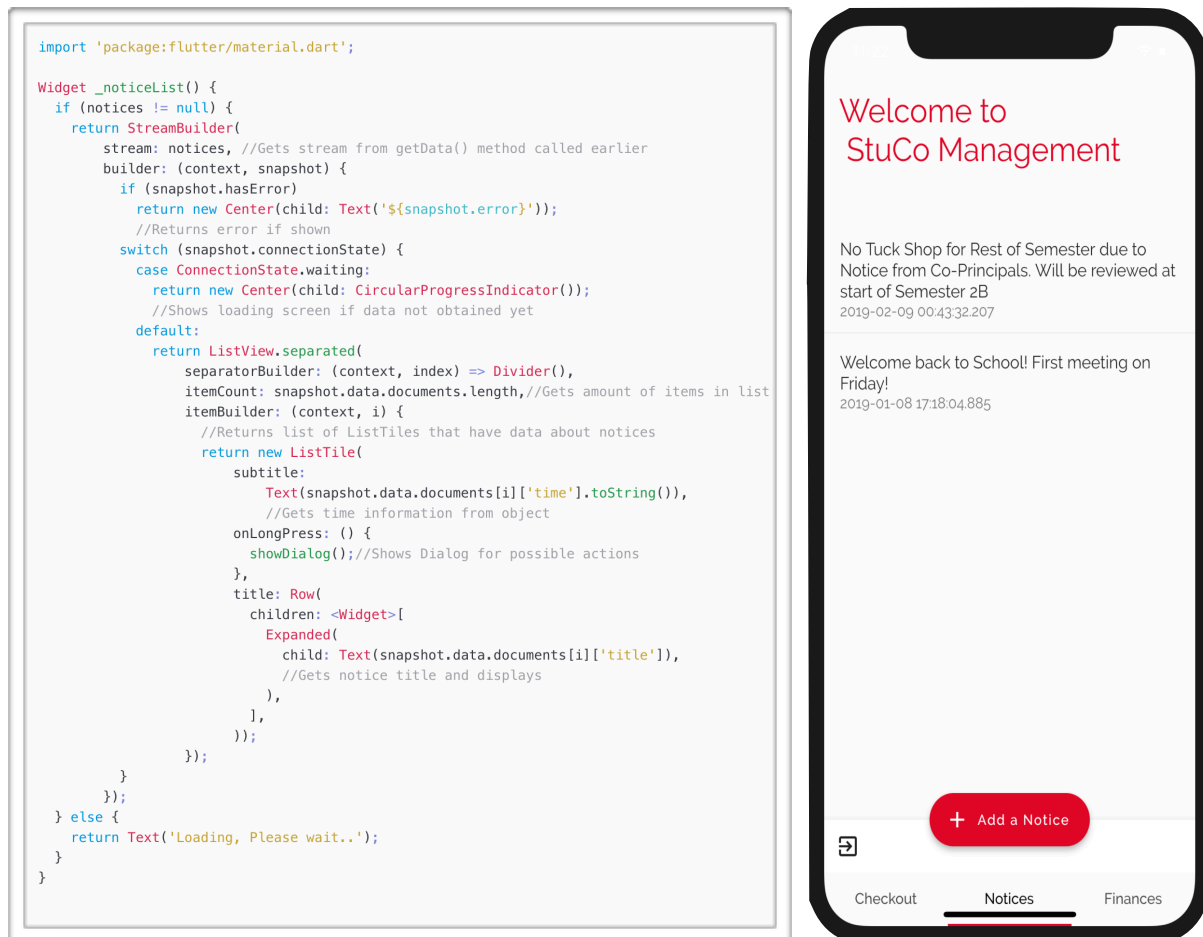 import 'package:flutter/material.dart';
Widget _noticeList() {
  if (notices != null) {
    return StreamBuilder(
        stream: notices, //Gets stream from getData() method called earlier
        builder: (context, snapshot) {
          if (snapshot.hasError)
            return new Center(child: Text('${snapshot.error}'));
            //Returns error if shown
          switch (snapshot.connectionState) {
            case ConnectionState.waiting:
              return new Center(child: CircularProgressIndicator());
              //Shows loading screen if data not obtained yet
            default:
              return ListView.separated(
                  separatorBuilder: (context, index) => Divider(),
                  itemCount: snapshot.data.documents.length,//Gets amount of items in list
                  itemBuilder: (context, i) {
                    //Returns list of ListTiles that have data about notices
                    return new ListTile(
                        subtitle:
                            Text(snapshot.data.documents[i]['time'].toString()),
                            //Gets time information from object
                        onLongPress: () {
                          showDialog();//Shows Dialog for possible actions
                        },
                        title: Row(
                          children: <Widget>[
                            Expanded(
                              child: Text(snapshot.data.documents[i]['title']),
                              //Gets notice title and displays
                            ),
                          ],
                        ));
                  });
          }
        });
  } else {
    return Text('Loading, Please wait..');
  }
}
Welcome to
StuCo Management
No Tuck Shop for Rest of Semester due to
Notice from Co-Principals. Will be reviewed at
start of Semester 2B
2019-02-09 00:43:32.207
Welcome back to School! First meeting on
Friday!
2019-01-08 17:18:04.885
+ Add a Notice
Checkout
Notices
Finances